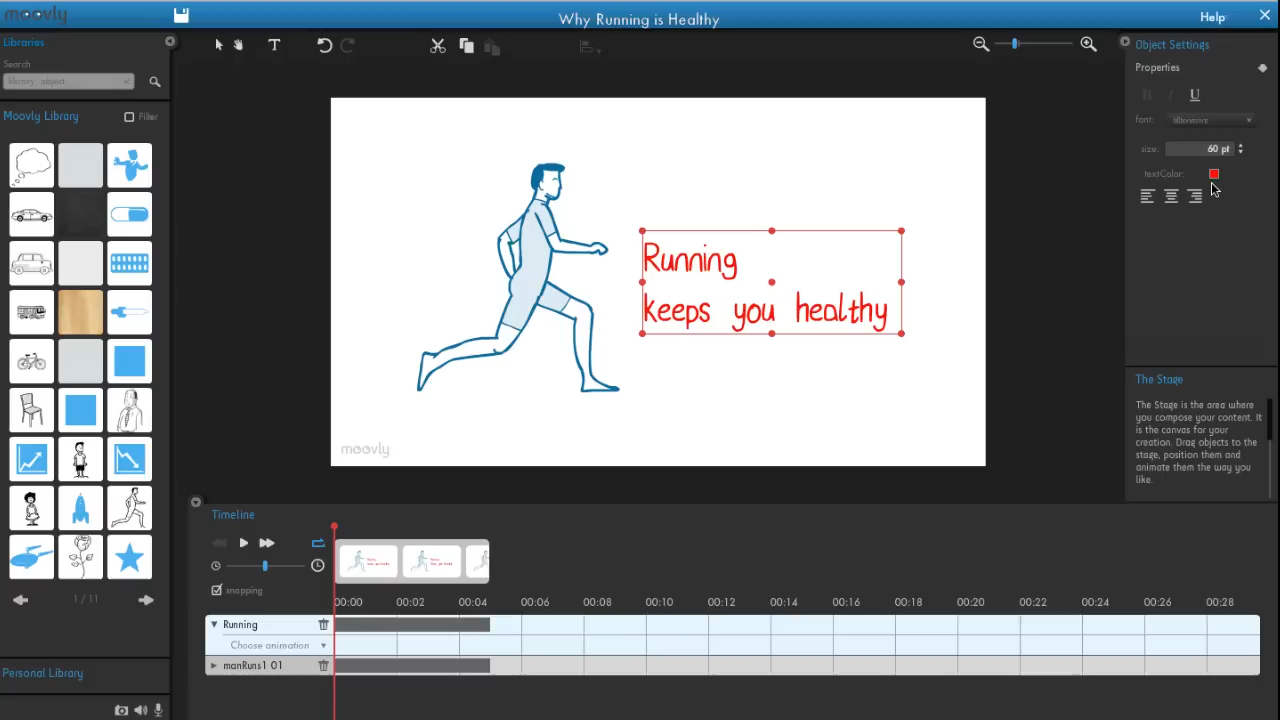 moovly
Why Running is Healthy
Help
Libraries
Search
library, object
Moovly Library
Filter
1 / 11
Personal Library
Running
keeps you healthy
moovly
Object Settings
Properties
B I U
font:
size: 60 pt
textColor:
The Stage
The Stage is the area where
you compose your content. It
is the canvas for your
creation. Drag objects to the
stage, position them and
animate them the way you
like.
Timeline
snapping
00:00 00:02 00:04 00:06 00:08 00:10 00:12 00:14 00:16 00:18 00:20 00:22 00:24 00:26 00:28
Running
Choose animation
manRuns1 01